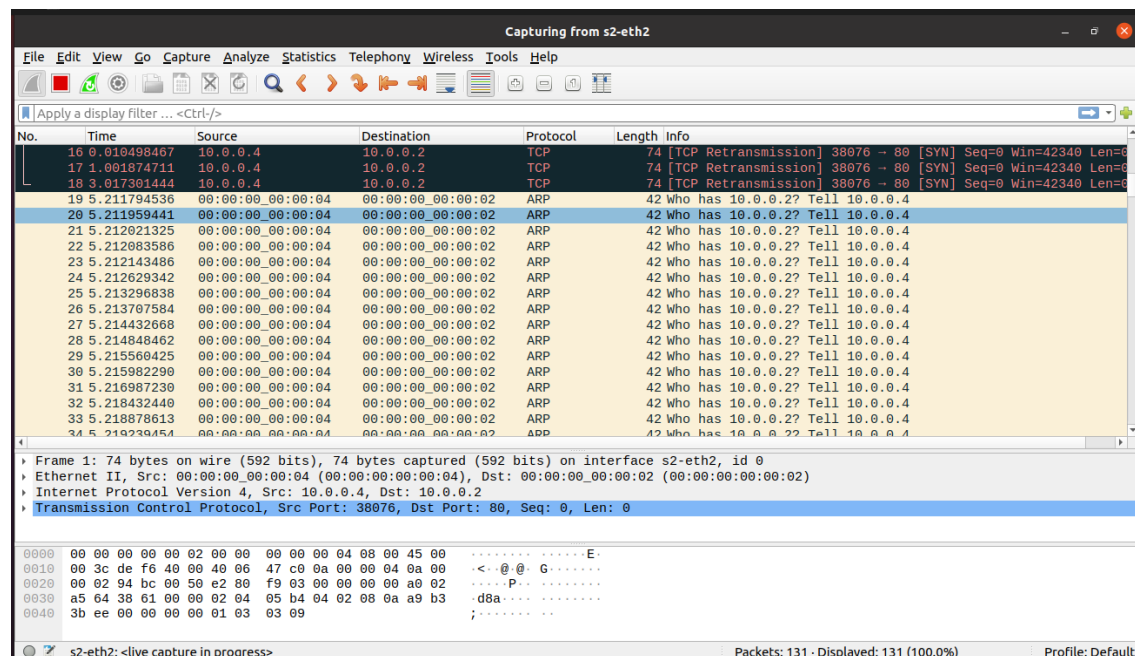 Capturing from s2-eth2
File Edit View Go Capture Analyze Statistics Telephony Wireless Tools Help
Apply a display filter … <Ctrl-/>
No. Time Source Destination Protocol Length Info
16 0.010498467 10.0.0.4 10.0.0.2 TCP 74 [TCP Retransmission] 38076 → 80 [SYN] Seq=0 Win=42340 Len=0
17 1.001874711 10.0.0.4 10.0.0.2 TCP 74 [TCP Retransmission] 38076 → 80 [SYN] Seq=0 Win=42340 Len=0
18 3.017301444 10.0.0.4 10.0.0.2 TCP 74 [TCP Retransmission] 38076 → 80 [SYN] Seq=0 Win=42340 Len=0
19 5.211794536 00:00:00_00:00:04 00:00:00_00:00:02 ARP 42 Who has 10.0.0.2? Tell 10.0.0.4
20 5.211959441 00:00:00_00:00:04 00:00:00_00:00:02 ARP 42 Who has 10.0.0.2? Tell 10.0.0.4
21 5.212021325 00:00:00_00:00:04 00:00:00_00:00:02 ARP 42 Who has 10.0.0.2? Tell 10.0.0.4
22 5.212083586 00:00:00_00:00:04 00:00:00_00:00:02 ARP 42 Who has 10.0.0.2? Tell 10.0.0.4
23 5.212143486 00:00:00_00:00:04 00:00:00_00:00:02 ARP 42 Who has 10.0.0.2? Tell 10.0.0.4
24 5.212629342 00:00:00_00:00:04 00:00:00_00:00:02 ARP 42 Who has 10.0.0.2? Tell 10.0.0.4
25 5.213296838 00:00:00_00:00:04 00:00:00_00:00:02 ARP 42 Who has 10.0.0.2? Tell 10.0.0.4
26 5.213707584 00:00:00_00:00:04 00:00:00_00:00:02 ARP 42 Who has 10.0.0.2? Tell 10.0.0.4
27 5.214432668 00:00:00_00:00:04 00:00:00_00:00:02 ARP 42 Who has 10.0.0.2? Tell 10.0.0.4
28 5.214848462 00:00:00_00:00:04 00:00:00_00:00:02 ARP 42 Who has 10.0.0.2? Tell 10.0.0.4
29 5.215560425 00:00:00_00:00:04 00:00:00_00:00:02 ARP 42 Who has 10.0.0.2? Tell 10.0.0.4
30 5.215982290 00:00:00_00:00:04 00:00:00_00:00:02 ARP 42 Who has 10.0.0.2? Tell 10.0.0.4
31 5.216987230 00:00:00_00:00:04 00:00:00_00:00:02 ARP 42 Who has 10.0.0.2? Tell 10.0.0.4
32 5.218432440 00:00:00_00:00:04 00:00:00_00:00:02 ARP 42 Who has 10.0.0.2? Tell 10.0.0.4
33 5.218878613 00:00:00_00:00:04 00:00:00_00:00:02 ARP 42 Who has 10.0.0.2? Tell 10.0.0.4
34 5.219239454 00:00:00_00:00:04 00:00:00_00:00:02 ARP 42 Who has 10.0.0.2? Tell 10.0.0.4
Frame 1: 74 bytes on wire (592 bits), 74 bytes captured (592 bits) on interface s2-eth2, id 0
Ethernet II, Src: 00:00:00_00:00:04 (00:00:00:00:00:04), Dst: 00:00:00_00:00:02 (00:00:00:00:00:02)
Internet Protocol Version 4, Src: 10.0.0.4, Dst: 10.0.0.2
Transmission Control Protocol, Src Port: 38076, Dst Port: 80, Seq: 0, Len: 0
0000 00 00 00 00 00 02 00 00 00 00 00 04 08 00 45 00 ········ ······E·
0010 00 3c de f6 40 00 40 06 47 c0 0a 00 00 04 0a 00 ·<··@·@· G·······
0020 00 02 94 bc 00 50 e2 80 f9 03 00 00 00 00 a0 02 ·····P·· ········
0030 a5 64 38 61 00 00 02 04 05 b4 04 02 08 0a a9 b3 ·d8a···· ········
0040 3b ee 00 00 00 00 01 03 03 09 ;······· ··
s2-eth2: <live capture in progress> Packets: 131 · Displayed: 131 (100.0%) Profile: Default